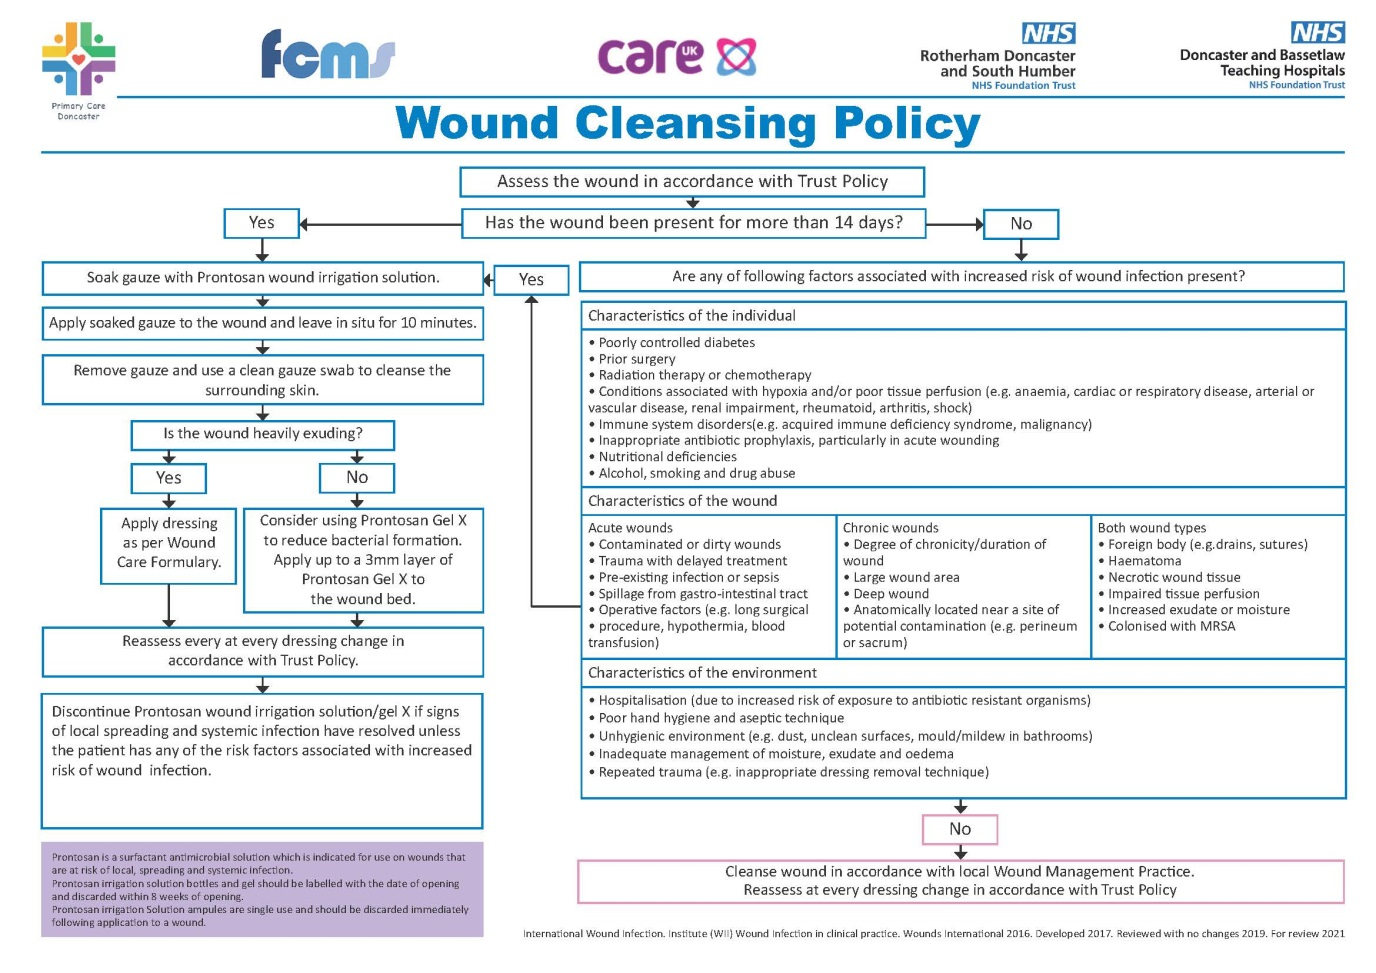 Primary Care
Doncaster
fcms
care UK
NHS
Rotherham Doncaster
and South Humber
NHS Foundation Trust
NHS
Doncaster and Bassetlaw
Teaching Hospitals
NHS Foundation Trust
Wound Cleansing Policy
Assess the wound in accordance with Trust Policy
Has the wound been present for more than 14 days?
Yes
No
Soak gauze with Prontosan wound irrigation solution.
Yes
Apply soaked gauze to the wound and leave in situ for 10 minutes.
Remove gauze and use a clean gauze swab to cleanse the
surrounding skin.
Is the wound heavily exuding?
Yes
No
Apply dressing
as per Wound
Care Formulary.
Consider using Prontosan Gel X
to reduce bacterial formation.
Apply up to a 3mm layer of
Prontosan Gel X to
the wound bed.
Reassess every at every dressing change in
accordance with Trust Policy.
Discontinue Prontosan wound irrigation solution/gel X if signs
of local spreading and systemic infection have resolved unless
the patient has any of the risk factors associated with increased
risk of wound infection.
Prontosan is a surfactant antimicrobial solution which is indicated for use on wounds that
are at risk of local, spreading and systemic infection.
Prontosan irrigation solution bottles and gel should be labelled with the date of opening
and discarded within 8 weeks of opening.
Prontosan irrigation Solution ampules are single use and should be discarded immediately
following application to a wound.
Are any of following factors associated with increased risk of wound infection present?
Characteristics of the individual
• Poorly controlled diabetes
• Prior surgery
• Radiation therapy or chemotherapy
• Conditions associated with hypoxia and/or poor tissue perfusion (e.g. anaemia, cardiac or respiratory disease, arterial or
vascular disease, renal impairment, rheumatoid, arthritis, shock)
• Immune system disorders(e.g. acquired immune deficiency syndrome, malignancy)
• Inappropriate antibiotic prophylaxis, particularly in acute wounding
• Nutritional deficiencies
• Alcohol, smoking and drug abuse
Characteristics of the wound
Acute wounds
• Contaminated or dirty wounds
• Trauma with delayed treatment
• Pre-existing infection or sepsis
• Spillage from gastro-intestinal tract
• Operative factors (e.g. long surgical
• procedure, hypothermia, blood
transfusion)
Chronic wounds
• Degree of chronicity/duration of
wound
• Large wound area
• Deep wound
• Anatomically located near a site of
potential contamination (e.g. perineum
or sacrum)
Both wound types
• Foreign body (e.g.drains, sutures)
• Haematoma
• Necrotic wound tissue
• Impaired tissue perfusion
• Increased exudate or moisture
• Colonised with MRSA
Characteristics of the environment
• Hospitalisation (due to increased risk of exposure to antibiotic resistant organisms)
• Poor hand hygiene and aseptic technique
• Unhygienic environment (e.g. dust, unclean surfaces, mould/mildew in bathrooms)
• Inadequate management of moisture, exudate and oedema
• Repeated trauma (e.g. inappropriate dressing removal technique)
No
Cleanse wound in accordance with local Wound Management Practice.
Reassess at every dressing change in accordance with Trust Policy
International Wound Infection. Institute (WII) Wound Infection in clinical practice. Wounds International 2016. Developed 2017. Reviewed with no changes 2019. For review 2021